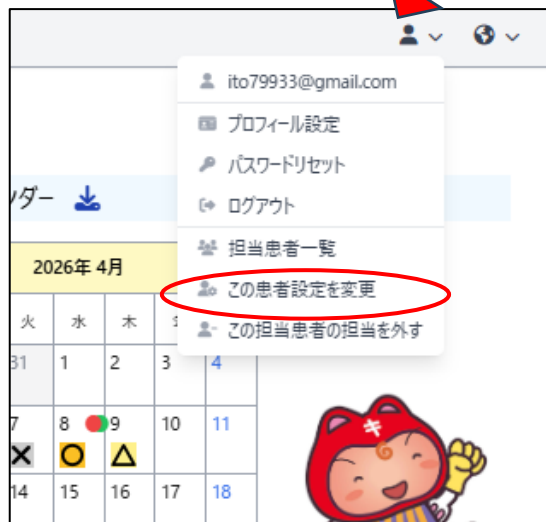 ito79933@gmail.com
プロフィール設定
パスワードリセット
ログアウト
担当患者一覧
この患者設定を変更
この担当患者の担当を外す
ダー
2026年 4月
火 水 木
31 1 2 3 4
7 8 9 10 11
14 15 16 17 18
キ